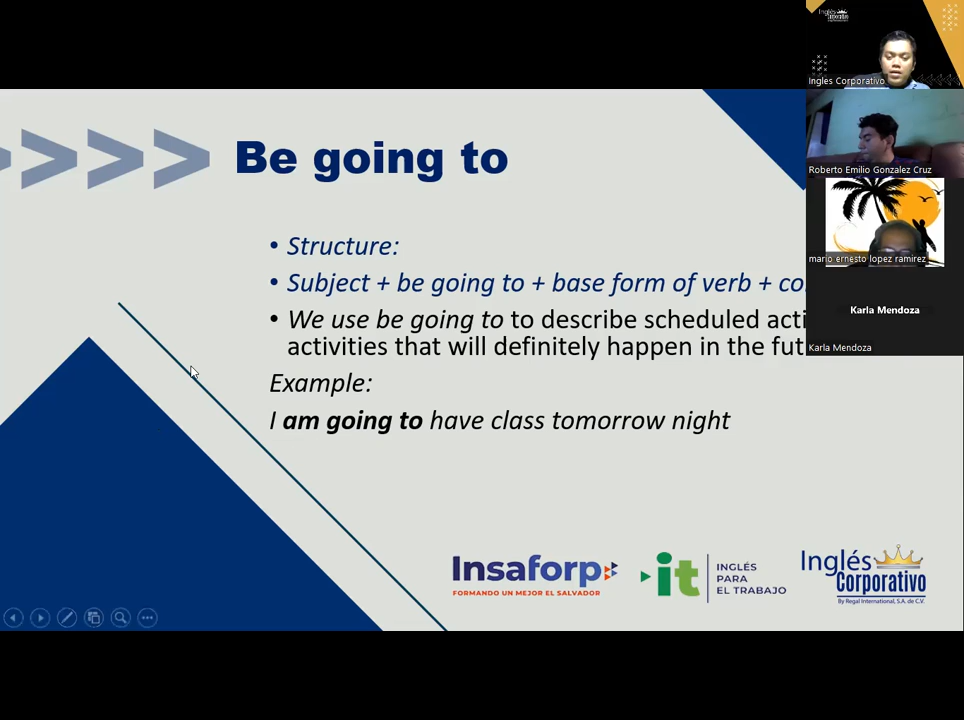 Be going to
• Structure:
• Subject + be going to + base form of verb + co
• We use be going to to describe scheduled acti
activities that will definitely happen in the fut
Example:
I am going to have class tomorrow night
Insaforp
FORMANDO UN MEJOR EL SALVADOR
it
INGLÉS
PARA
EL TRABAJO
Inglés
Corporativo
By Regal International, S.A. de C.V.
Inglés
Corporativo
Ingles Corporativo
Roberto Emilio Gonzalez Cruz
mario ernesto lopez ramirez
Karla Mendoza
Karla Mendoza